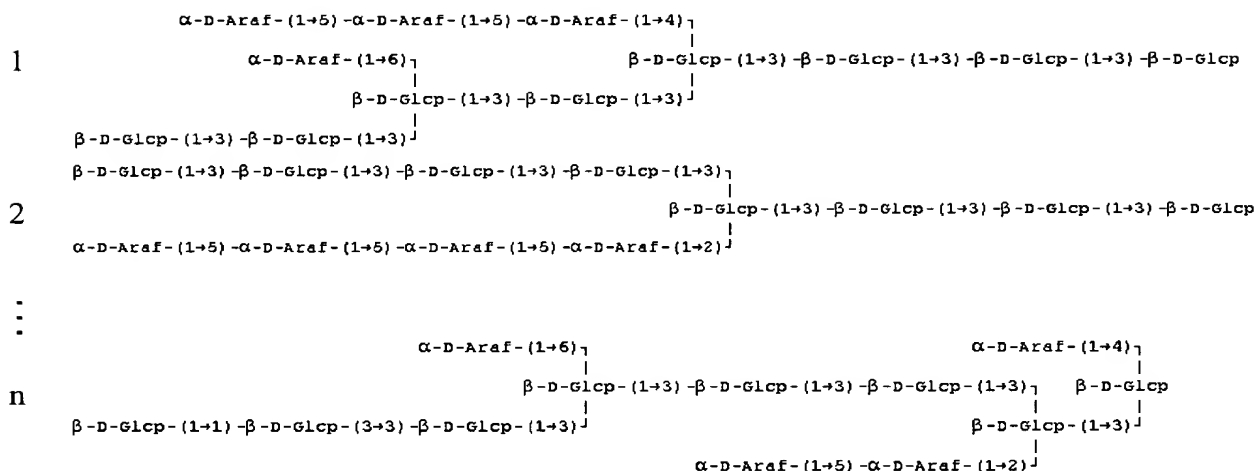 α-D-Araf-(1→5)-α-D-Araf-(1→5)-α-D-Araf-(1→4)
1
α-D-Araf-(1→6) β-D-Glcp-(1→3)-β-D-Glcp-(1→3)-β-D-Glcp-(1→3)-β-D-Glcp
β-D-Glcp-(1→3)-β-D-Glcp-(1→3)
β-D-Glcp-(1→3)-β-D-Glcp-(1→3)
β-D-Glcp-(1→3)-β-D-Glcp-(1→3)-β-D-Glcp-(1→3)-β-D-Glcp-(1→3)
2
β-D-Glcp-(1→3)-β-D-Glcp-(1→3)-β-D-Glcp-(1→3)-β-D-Glcp
α-D-Araf-(1→5)-α-D-Araf-(1→5)-α-D-Araf-(1→5)-α-D-Araf-(1→2)
α-D-Araf-(1→6) α-D-Araf-(1→4)
n
β-D-Glcp-(1→3)-β-D-Glcp-(1→3)-β-D-Glcp-(1→3) β-D-Glcp
β-D-Glcp-(1→1)-β-D-Glcp-(3→3)-β-D-Glcp-(1→3) β-D-Glcp-(1→3)
α-D-Araf-(1→5)-α-D-Araf-(1→2)